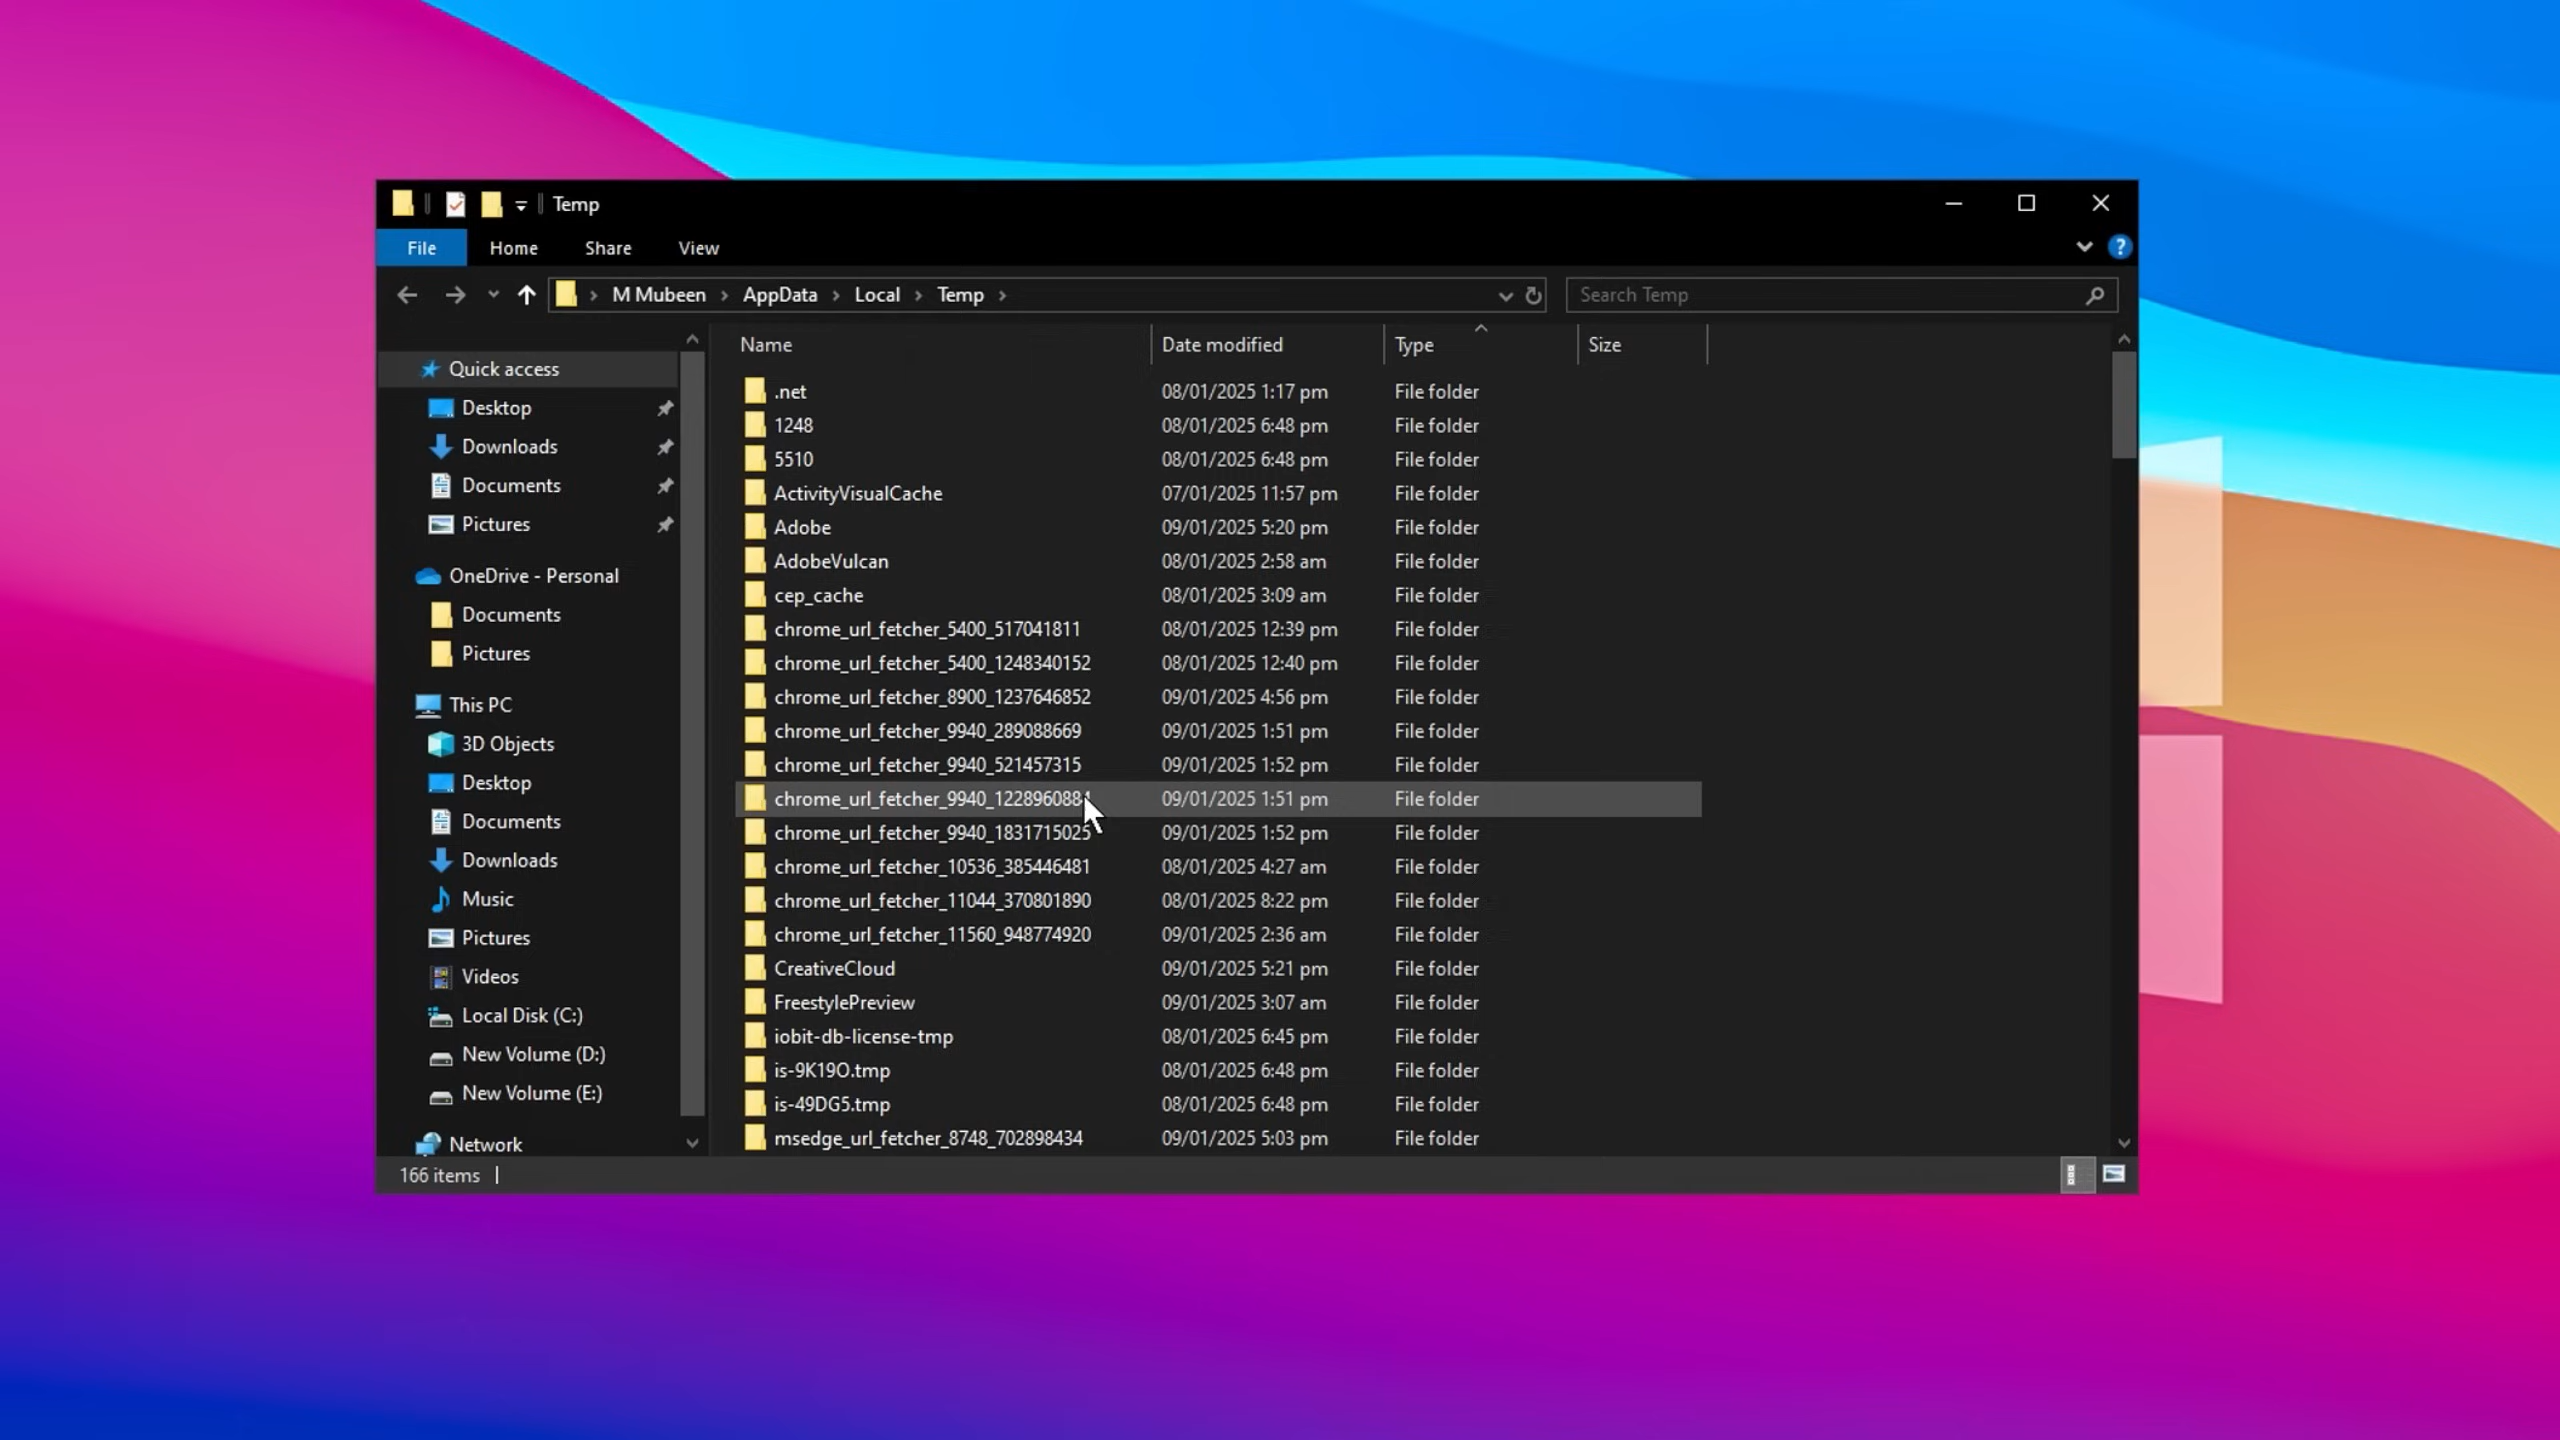 Temp
File Home Share View
M Mubeen AppData Local Temp Search Temp
Name Date modified Type Size
Quick access
Desktop
Downloads
Documents
Pictures
OneDrive - Personal
Documents
Pictures
This PC
3D Objects
Desktop
Documents
Downloads
Music
Pictures
Videos
Local Disk (C:)
New Volume (D:)
New Volume (E:)
Network
.net 08/01/2025 1:17 pm File folder
1248 08/01/2025 6:48 pm File folder
5510 08/01/2025 6:48 pm File folder
ActivityVisualCache 07/01/2025 11:57 pm File folder
Adobe 09/01/2025 5:20 pm File folder
AdobeVulcan 08/01/2025 2:58 am File folder
cep_cache 08/01/2025 3:09 am File folder
chrome_url_fetcher_5400_517041811 08/01/2025 12:39 pm File folder
chrome_url_fetcher_5400_1248340152 08/01/2025 12:40 pm File folder
chrome_url_fetcher_8900_1237646852 09/01/2025 4:56 pm File folder
chrome_url_fetcher_9940_289088669 09/01/2025 1:51 pm File folder
chrome_url_fetcher_9940_521457315 09/01/2025 1:52 pm File folder
chrome_url_fetcher_9940_1228960884 09/01/2025 1:51 pm File folder
chrome_url_fetcher_9940_1831715025 09/01/2025 1:52 pm File folder
chrome_url_fetcher_10536_385446481 08/01/2025 4:27 am File folder
chrome_url_fetcher_11044_370801890 08/01/2025 8:22 pm File folder
chrome_url_fetcher_11560_948774920 09/01/2025 2:36 am File folder
CreativeCloud 09/01/2025 5:21 pm File folder
FreestylePreview 09/01/2025 3:07 am File folder
iobit-db-license-tmp 08/01/2025 6:45 pm File folder
is-9K19O.tmp 08/01/2025 6:48 pm File folder
is-49DG5.tmp 08/01/2025 6:48 pm File folder
msedge_url_fetcher_8748_702898434 09/01/2025 5:03 pm File folder
166 items